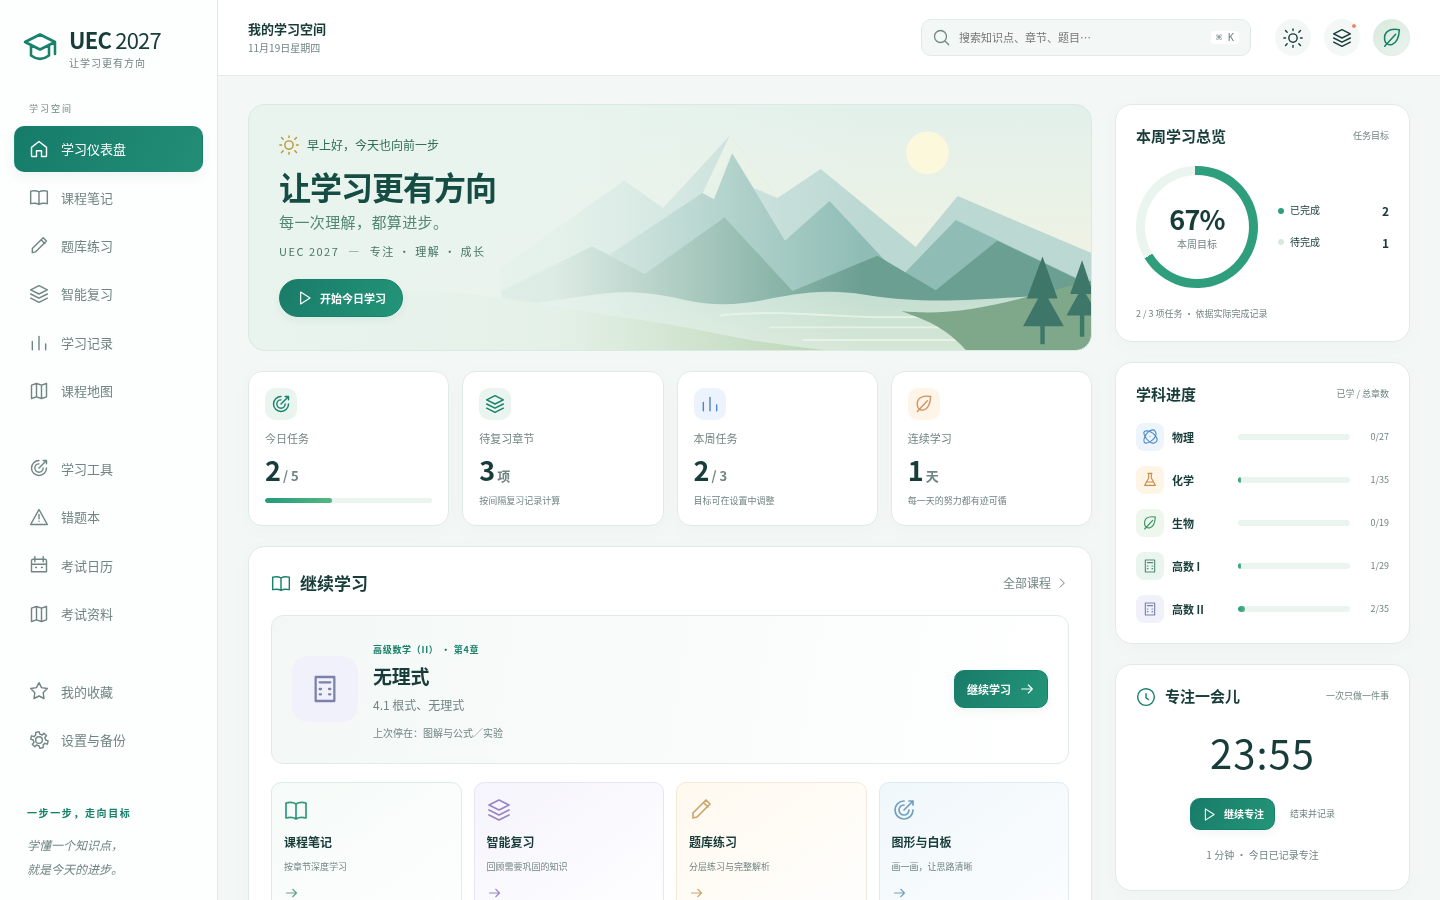 UEC 2027
让学习更有方向
学习空间
学习仪表盘
课程笔记
题库练习
智能复习
学习记录
课程地图
学习工具
错题本
考试日历
考试资料
我的收藏
设置与备份
一步一步，走向目标
学懂一个知识点，
就是今天的进步。
我的学习空间
11月19日星期四
搜索知识点、章节、题目…
⌘ K
早上好，今天也向前一步
让学习更有方向
每一次理解，都算进步。
UEC 2027 — 专注 · 理解 · 成长
开始今日学习
今日任务
2 / 5
待复习章节
3 项
按间隔复习记录计算
本周任务
2 / 3
目标可在设置中调整
连续学习
1 天
每一天的努力都有迹可循
继续学习
全部课程
高级数学（II） · 第4章
无理式
4.1 根式、无理式
上次停在：图解与公式／实验
继续学习
课程笔记
按章节深度学习
智能复习
回顾需要巩固的知识
题库练习
分层练习与完整解析
图形与白板
画一画，让思路清晰
本周学习总览
任务目标
67%
本周目标
已完成 2
待完成 1
2 / 3 项任务 · 依据实际完成记录
学科进度
已学 / 总章数
物理 0/27
化学 1/35
生物 0/19
高数 I 1/29
高数 II 2/35
专注一会儿
一次只做一件事
23:55
继续专注
结束并记录
1 分钟 · 今日已记录专注